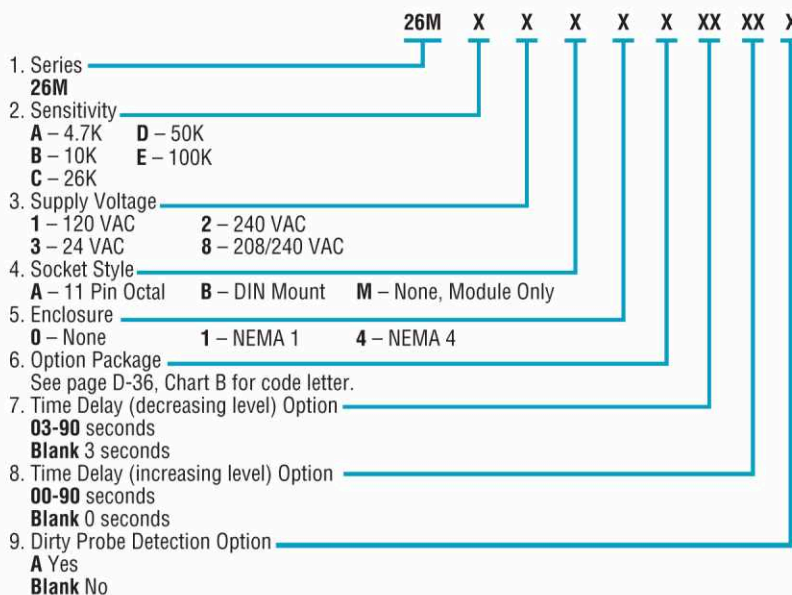 26M X X X X X XX XX X
1. Series
26M
2. Sensitivity
A – 4.7K D – 50K
B – 10K E – 100K
C – 26K
3. Supply Voltage
1 – 120 VAC 2 – 240 VAC
3 – 24 VAC 8 – 208/240 VAC
4. Socket Style
A – 11 Pin Octal B – DIN Mount M – None, Module Only
5. Enclosure
0 – None 1 – NEMA 1 4 – NEMA 4
6. Option Package
See page D-36, Chart B for code letter.
7. Time Delay (decreasing level) Option
03-90 seconds
Blank 3 seconds
8. Time Delay (increasing level) Option
00-90 seconds
Blank 0 seconds
9. Dirty Probe Detection Option
A Yes
Blank No